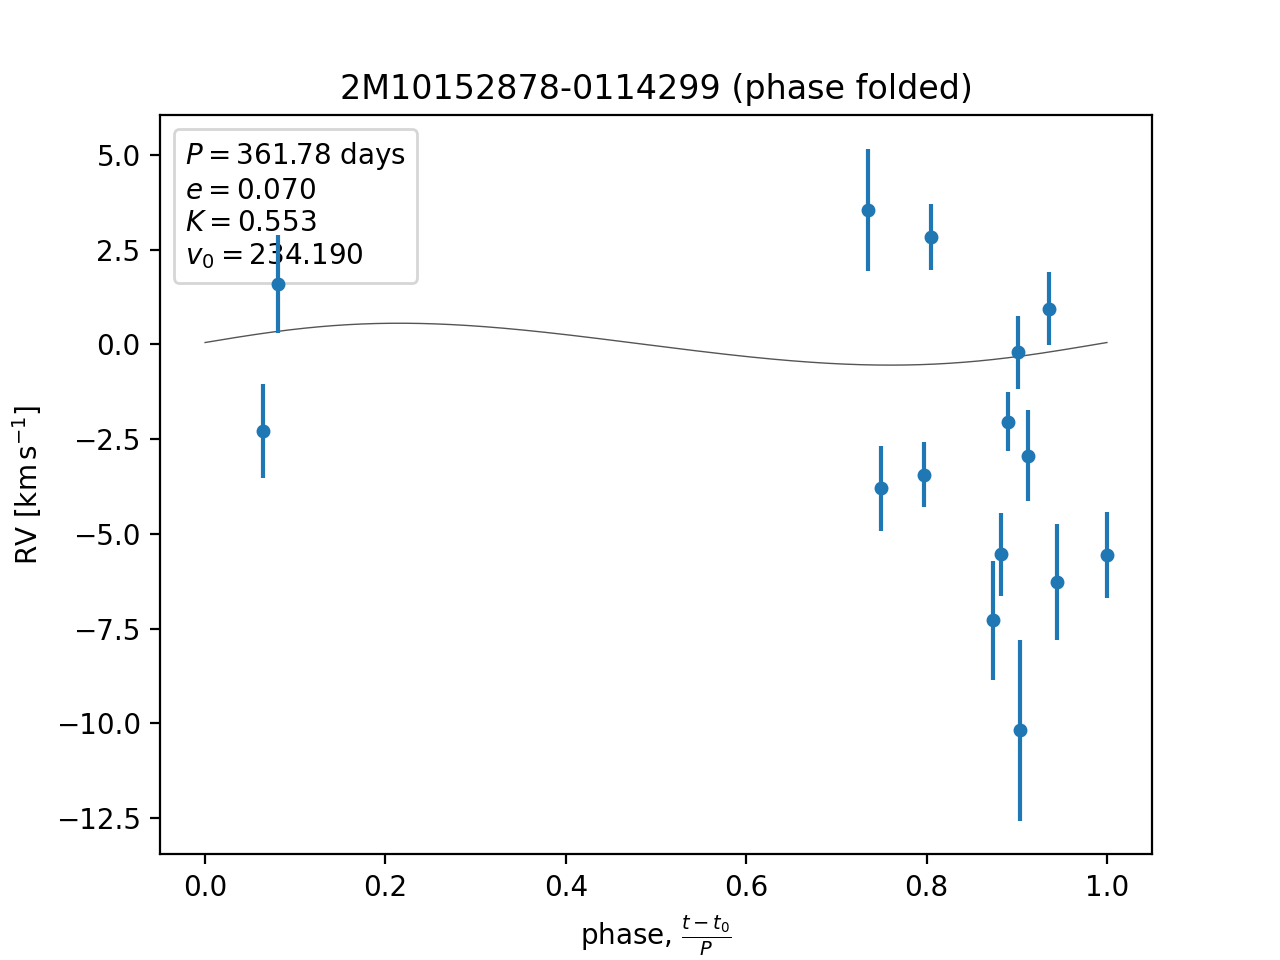 2M10152878-0114299 (phase folded)
P = 361.78 days
e = 0.070
K = 0.553
v₀ = 234.190
5.0
2.5
0.0
−2.5
−5.0
−7.5
−10.0
−12.5
RV [km s⁻¹]
0.0 0.2 0.4 0.6 0.8 1.0
phase, (t − t₀)/P